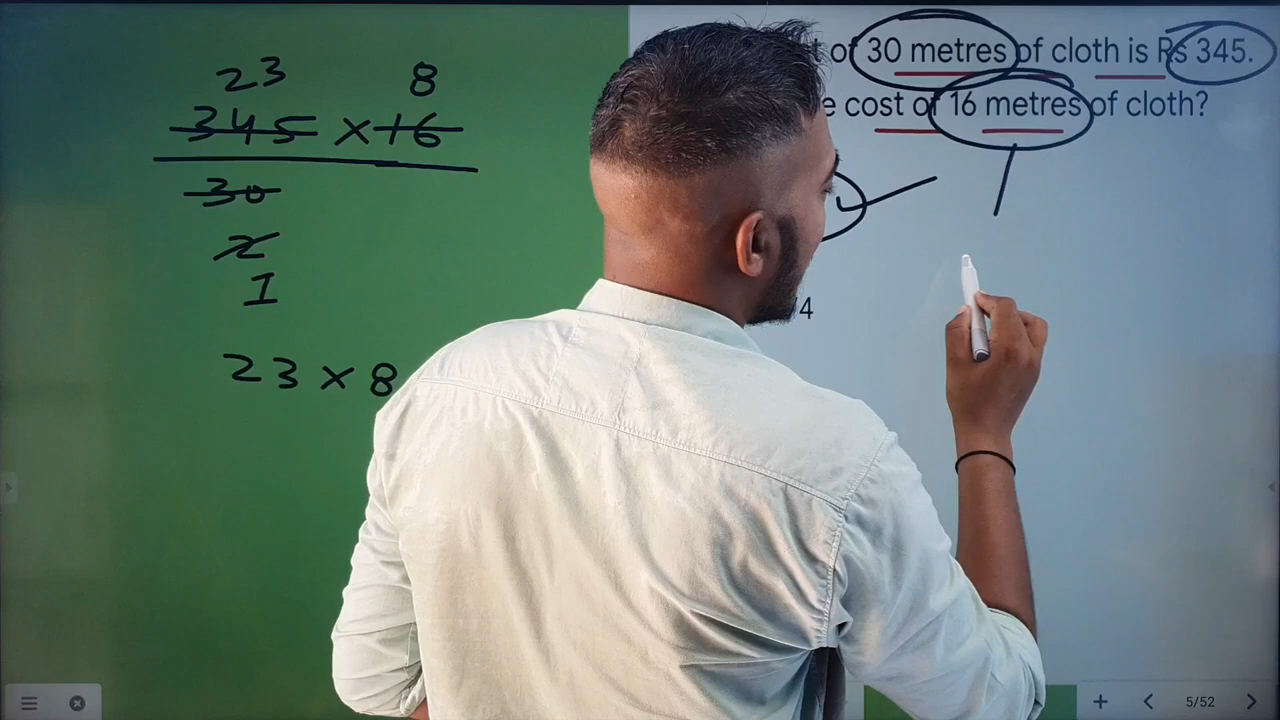 23 8
345 × 16
30
2
1
23 × 8
of 30 metres of cloth is Rs 345.
cost of 16 metres of cloth?
4
5/52